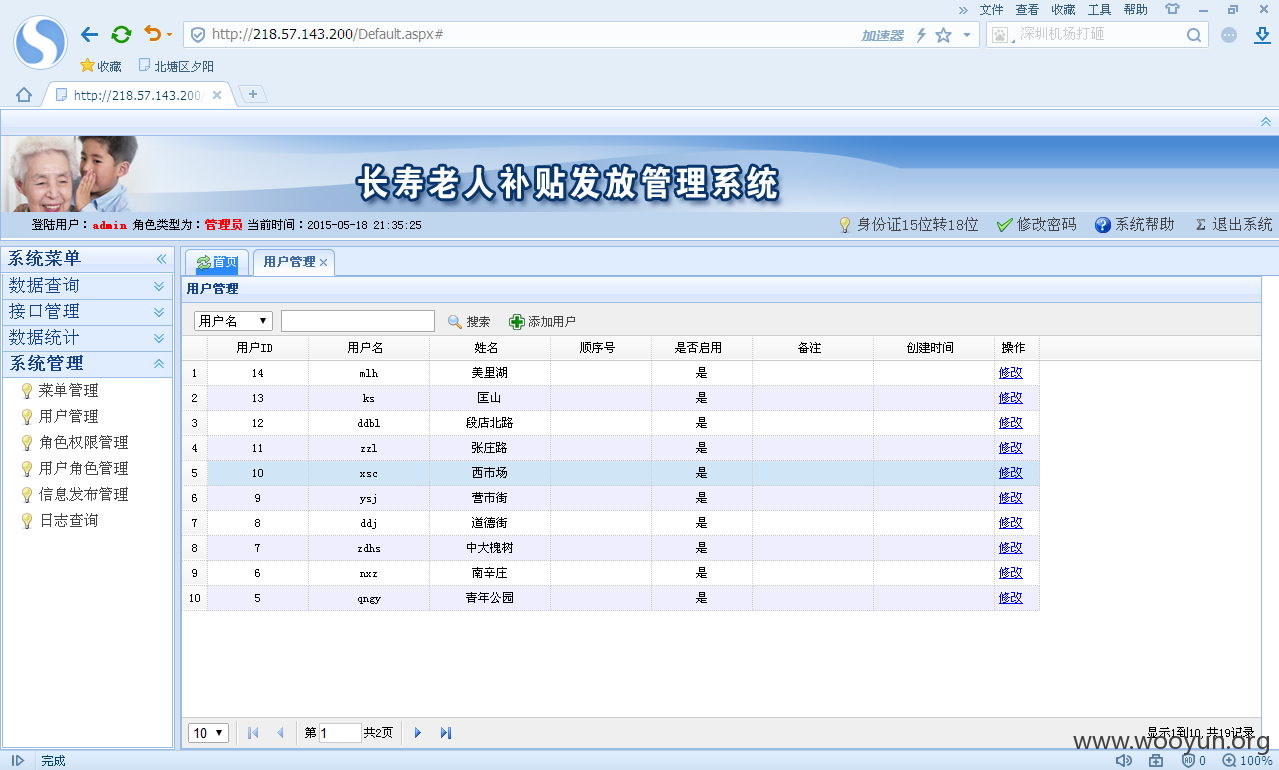 » 文件 查看 收藏 工具 帮助
http://218.57.143.200/Default.aspx#
加速器
深圳机场打砸
收藏 北塘区夕阳
http://218.57.143.200/
长寿老人补贴发放管理系统
登陆用户：admin 角色类型为：管理员 当前时间：2015-05-18 21:35:25
身份证15位转18位 修改密码 系统帮助 退出系统
系统菜单
数据查询
接口管理
数据统计
系统管理
菜单管理
用户管理
角色权限管理
用户角色管理
信息发布管理
日志查询
首页 用户管理
用户管理
用户名 搜索 添加用户
用户ID 用户名 姓名 顺序号 是否启用 备注 创建时间 操作
1 14 mlh 美里湖 是 修改
2 13 ks 匡山 是 修改
3 12 ddbl 段店北路 是 修改
4 11 zzl 张庄路 是 修改
5 10 xsc 西市场 是 修改
6 9 ysj 营市街 是 修改
7 8 ddj 道德街 是 修改
8 7 zdhs 中大槐树 是 修改
9 6 nxz 南辛庄 是 修改
10 5 qngy 青年公园 是 修改
10 第 1 共2页
显示1到10，共19记录
www.wooyun.org
完成
0 100%